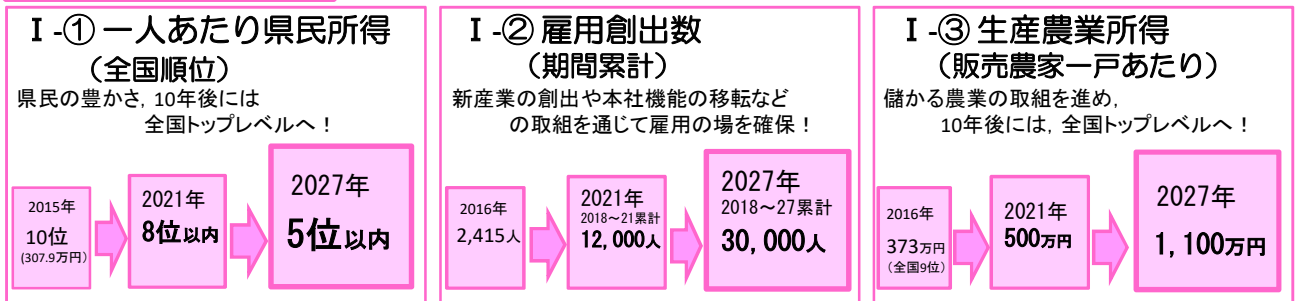 Ⅰ-① 一人あたり県民所得
（全国順位）
県民の豊かさ，10年後には
全国トップレベルへ！
2015年
10位
(307.9万円)
2021年
8位以内
2027年
5位以内
Ⅰ-② 雇用創出数
（期間累計）
新産業の創出や本社機能の移転など
の取組を通じて雇用の場を確保！
2016年
2,415人
2021年
2018～21累計
12,000人
2027年
2018～27累計
30,000人
Ⅰ-③ 生産農業所得
（販売農家一戸あたり）
儲かる農業の取組を進め，
10年後には，全国トップレベルへ！
2016年
373万円
（全国9位）
2021年
500万円
2027年
1,100万円